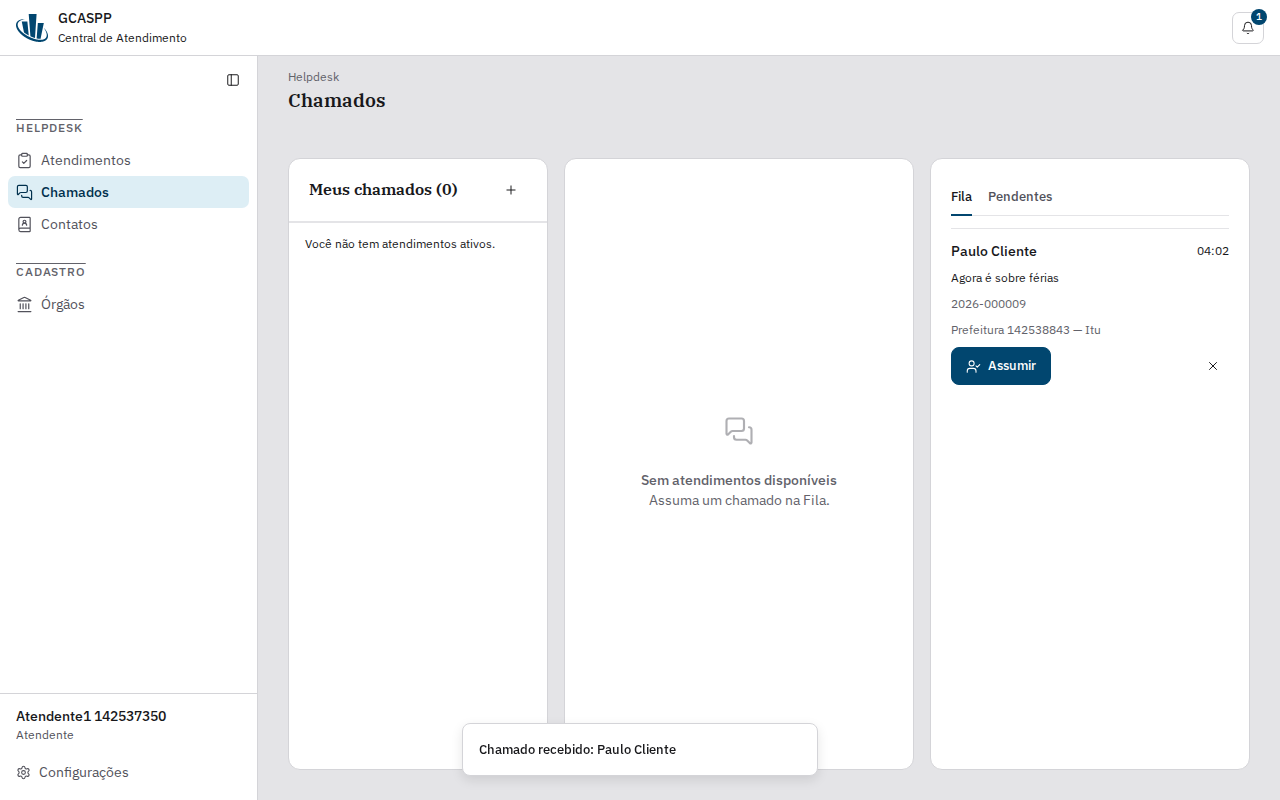 GCASPP
Central de Atendimento
1
HELPDESK
Atendimentos
Chamados
Contatos
CADASTRO
Órgãos
Atendente1 142537350
Atendente
Configurações
Helpdesk
Chamados
Meus chamados (0)
Você não tem atendimentos ativos.
Sem atendimentos disponíveis
Assuma um chamado na Fila.
Fila Pendentes
Paulo Cliente 04:02
Agora é sobre férias
2026-000009
Prefeitura 142538843 — Itu
Assumir
Chamado recebido: Paulo Cliente